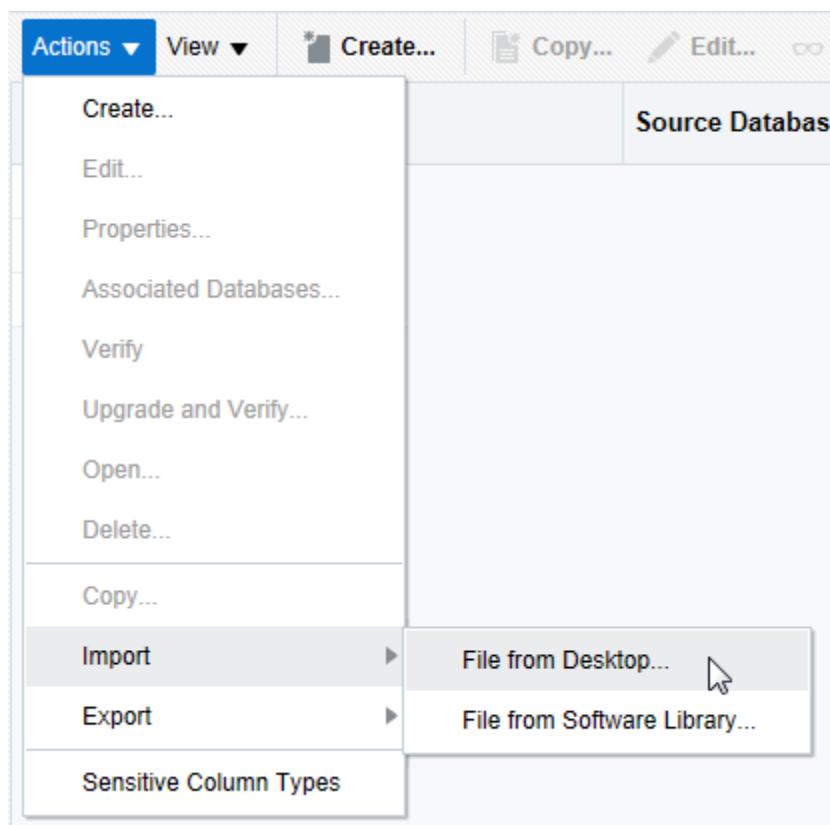 Actions View Create... Copy... Edit...
Create...
Source Databas
Edit...
Properties...
Associated Databases...
Verify
Upgrade and Verify...
Open...
Delete...
Copy...
Import
File from Desktop...
Export
File from Software Library...
Sensitive Column Types